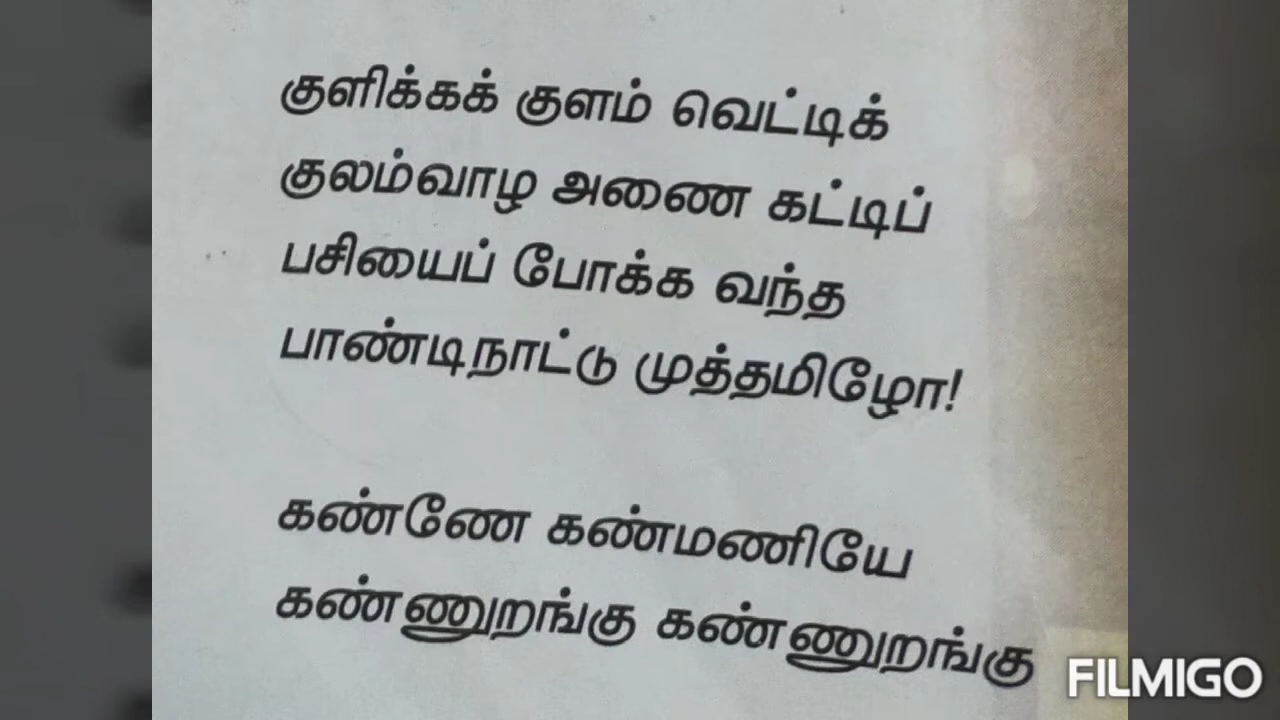 குளிக்கக் குளம் வெட்டிக்
குலம்வாழ அணை கட்டிப்
பசியைப் போக்க வந்த
பாண்டிநாட்டு முத்தமிழோ!
கண்ணே கண்மணியே
கண்ணுறங்கு கண்ணுறங்கு
FILMIGO